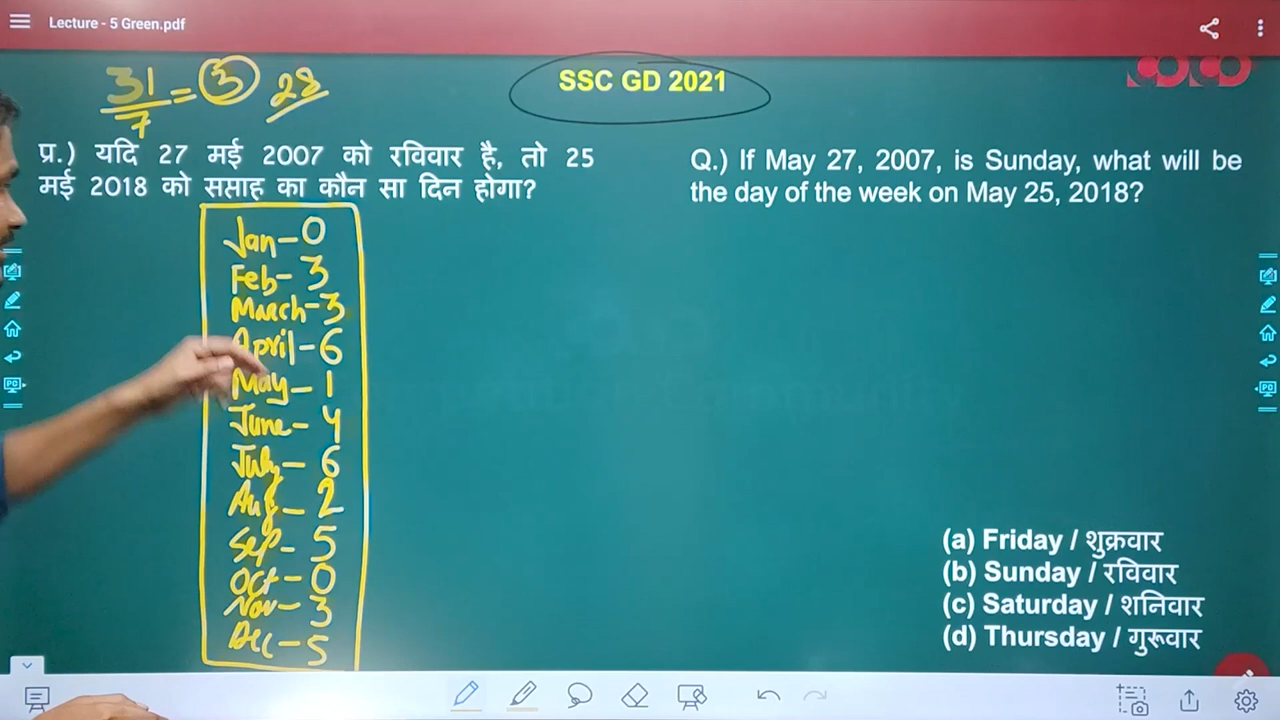 Lecture - 5 Green.pdf
31/7 = 3 28
SSC GD 2021
प्र.) यदि 27 मई 2007 को रविवार है, तो 25
मई 2018 को सप्ताह का कौन सा दिन होगा?
Q.) If May 27, 2007, is Sunday, what will be
the day of the week on May 25, 2018?
Jan - 0
Feb - 3
March - 3
April - 6
May - 1
June - 4
July - 6
Aug - 2
Sep - 5
Oct - 0
Nov - 3
Dec - 5
(a) Friday / शुक्रवार
(b) Sunday / रविवार
(c) Saturday / शनिवार
(d) Thursday / गुरूवार